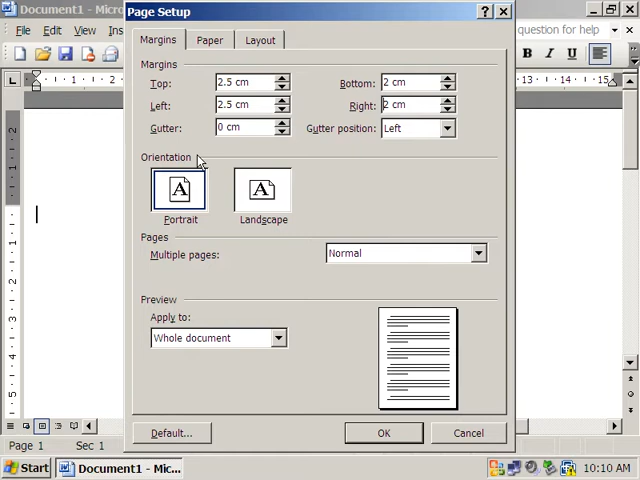 Document1 - Micro
Page Setup
File Edit View Ins
question for help
Margins Paper Layout
Margins
Top: 2.5 cm Bottom: 2 cm
Left: 2.5 cm Right: 2 cm
Gutter: 0 cm Gutter position: Left
Orientation
Portrait Landscape
Pages
Multiple pages: Normal
Preview
Apply to:
Whole document
Default... OK Cancel
Page 1 Sec 1
Start Document1 - Mic... 10:10 AM